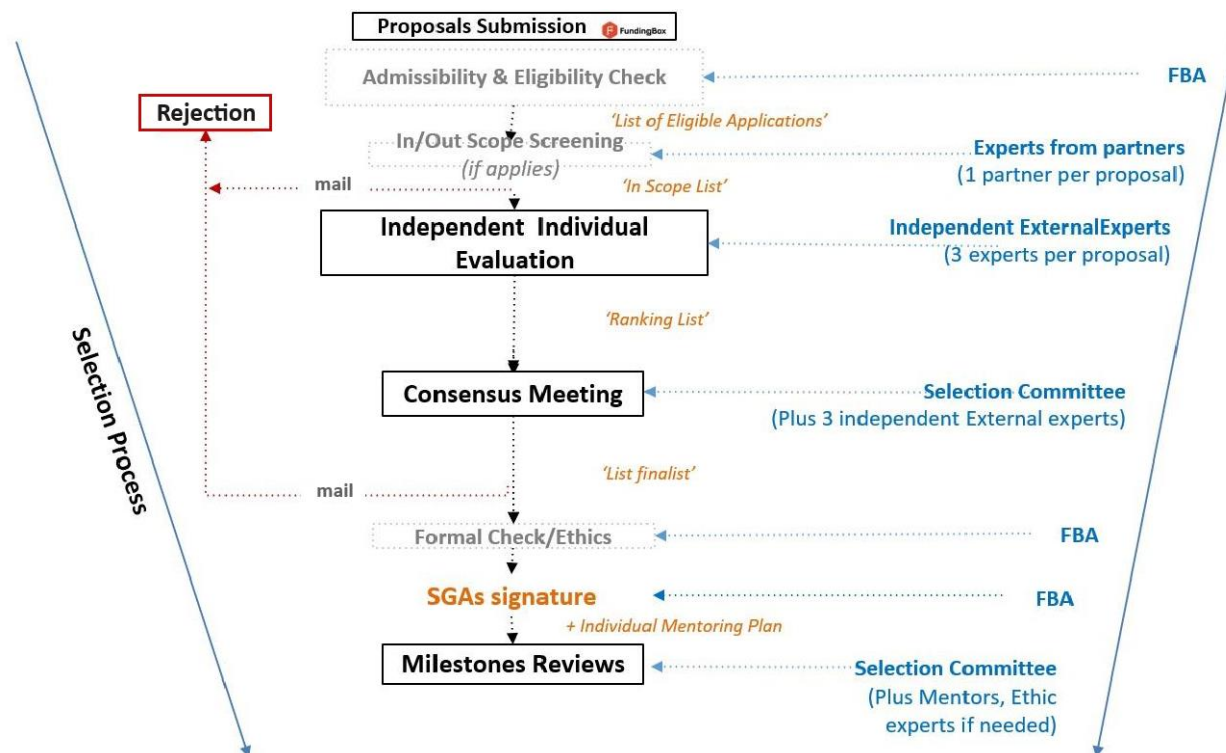 Proposals Submission
FundingBox
Admissibility & Eligibility Check
FBA
Rejection
'List of Eligible Applications'
In/Out Scope Screening
(if applies)
Experts from partners
(1 partner per proposal)
mail
'In Scope List'
Independent Individual
Evaluation
Independent ExternalExperts
(3 experts per proposal)
'Ranking List'
Selection Process
Consensus Meeting
Selection Committee
(Plus 3 independent External experts)
'List finalist'
mail
Formal Check/Ethics
FBA
SGAs signature
FBA
+ Individual Mentoring Plan
Milestones Reviews
Selection Committee
(Plus Mentors, Ethic
experts if needed)